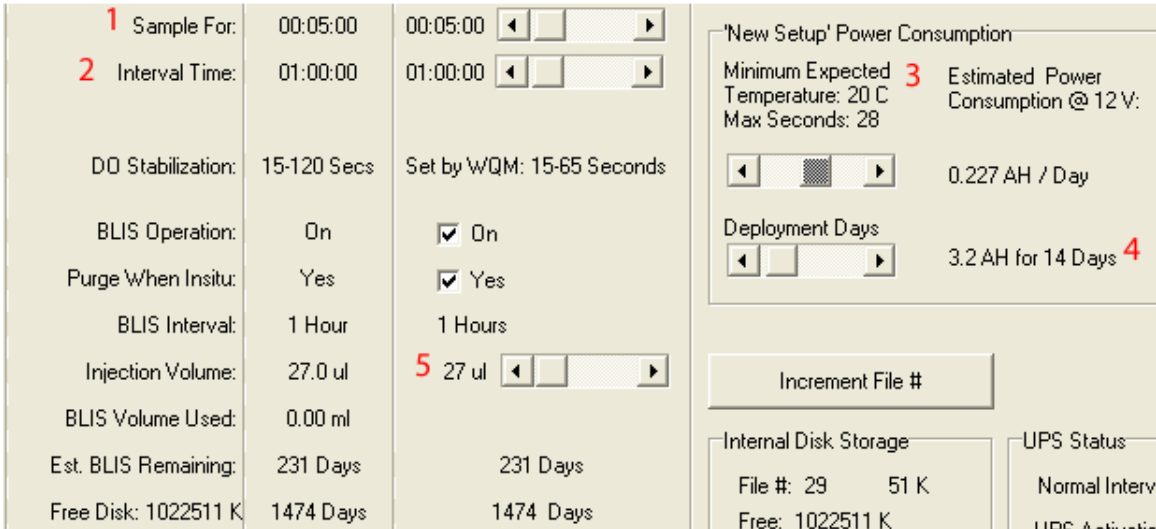 1 Sample For: 00:05:00 00:05:00
2 Interval Time: 01:00:00 01:00:00
DO Stabilization: 15-120 Secs Set by WQM: 15-65 Seconds
BLIS Operation: On On
Purge When Insitu: Yes Yes
BLIS Interval: 1 Hour 1 Hours
Injection Volume: 27.0 ul 5 27 ul
BLIS Volume Used: 0.00 ml
Est. BLIS Remaining: 231 Days 231 Days
Free Disk: 1022511 K 1474 Days 1474 Days
'New Setup' Power Consumption
Minimum Expected 3
Temperature: 20 C
Max Seconds: 28
Estimated Power
Consumption @ 12 V:
0.227 AH / Day
Deployment Days
3.2 AH for 14 Days 4
Increment File #
Internal Disk Storage
File #: 29 51 K
Free: 1022511 K
UPS Status
Normal Interv
UPS Activatio